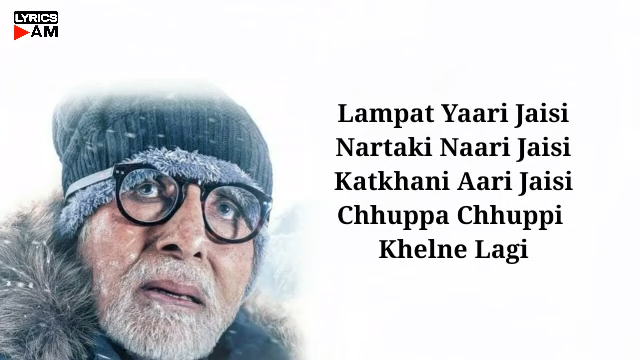 LYRICS
AM
Lampat Yaari Jaisi
Nartaki Naari Jaisi
Katkhani Aari Jaisi
Chhuppa Chhuppi
Khelne Lagi